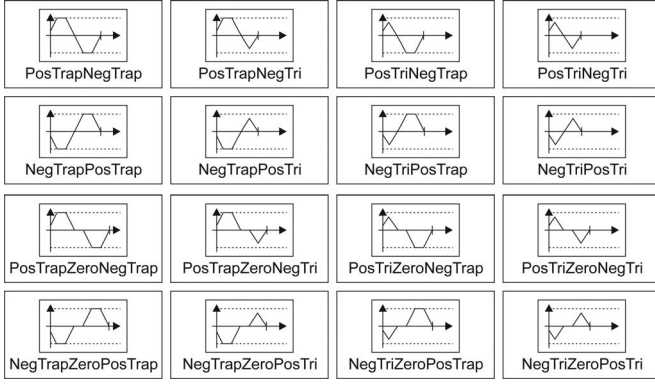 PosTrapNegTrap
PosTrapNegTri
PosTriNegTrap
PosTriNegTri
NegTrapPosTrap
NegTrapPosTri
NegTriPosTrap
NegTriPosTri
PosTrapZeroNegTrap
PosTrapZeroNegTri
PosTriZeroNegTrap
PosTriZeroNegTri
NegTrapZeroPosTrap
NegTrapZeroPosTri
NegTriZeroPosTrap
NegTriZeroPosTri